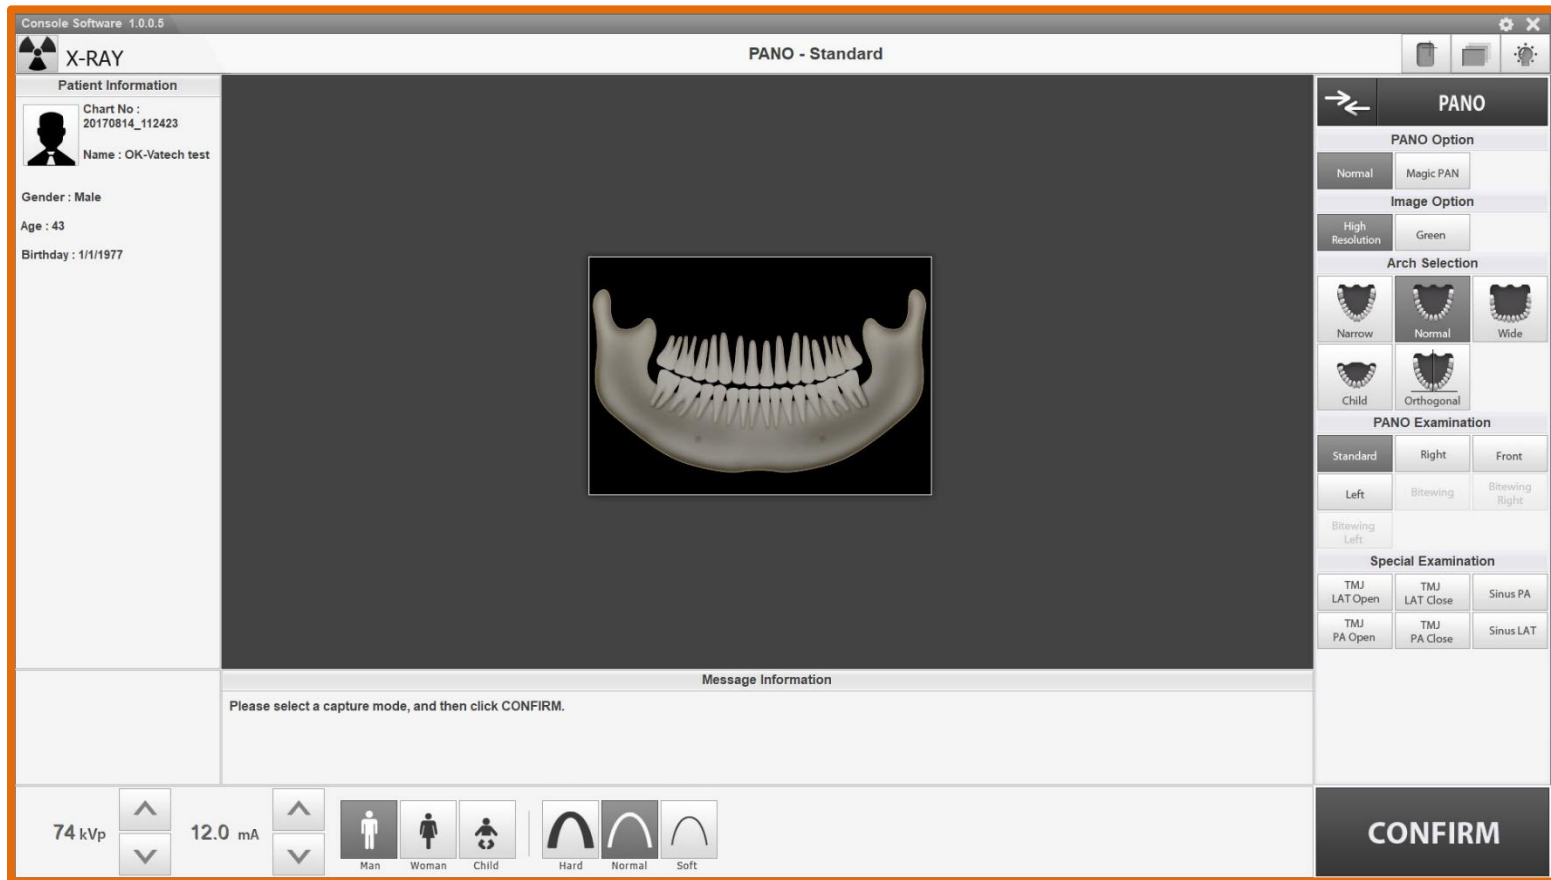 Console Software 1.0.0.5
X-RAY
PANO - Standard
Patient Information
Chart No :
20170814_112423
Name : OK-Vatech test
Gender : Male
Age : 43
Birthday : 1/1/1977
PANO
PANO Option
Normal
Magic PAN
Image Option
High
Resolution
Green
Arch Selection
Narrow
Normal
Wide
Child
Orthogonal
PANO Examination
Standard
Right
Front
Left
Bitewing
Bitewing
Right
Bitewing
Left
Special Examination
TMJ
LAT Open
TMJ
LAT Close
Sinus PA
TMJ
PA Open
TMJ
PA Close
Sinus LAT
Message Information
Please select a capture mode, and then click CONFIRM.
74 kVp
12.0 mA
Man
Woman
Child
Hard
Normal
Soft
CONFIRM